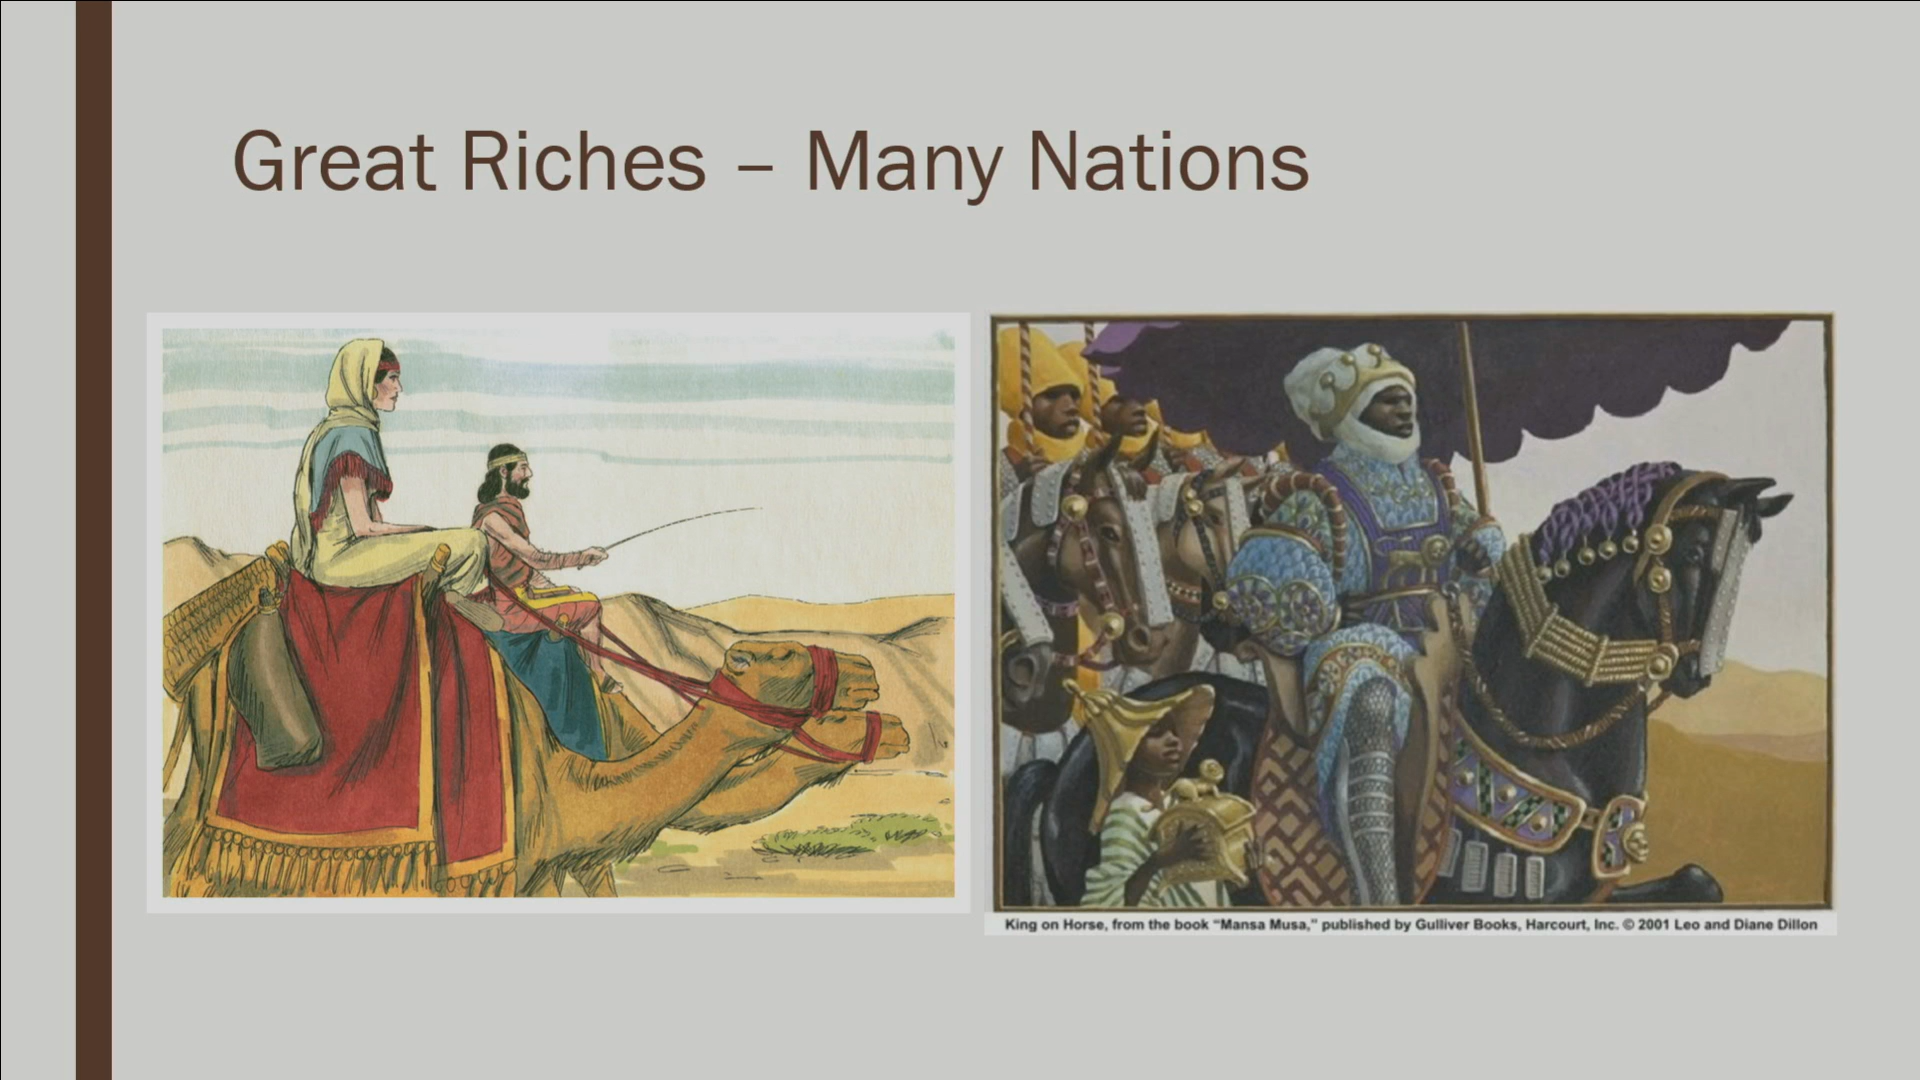 Great Riches – Many Nations
King on Horse, from the book “Mansa Musa,” published by Gulliver Books, Harcourt, Inc. © 2001 Leo and Diane Dillon